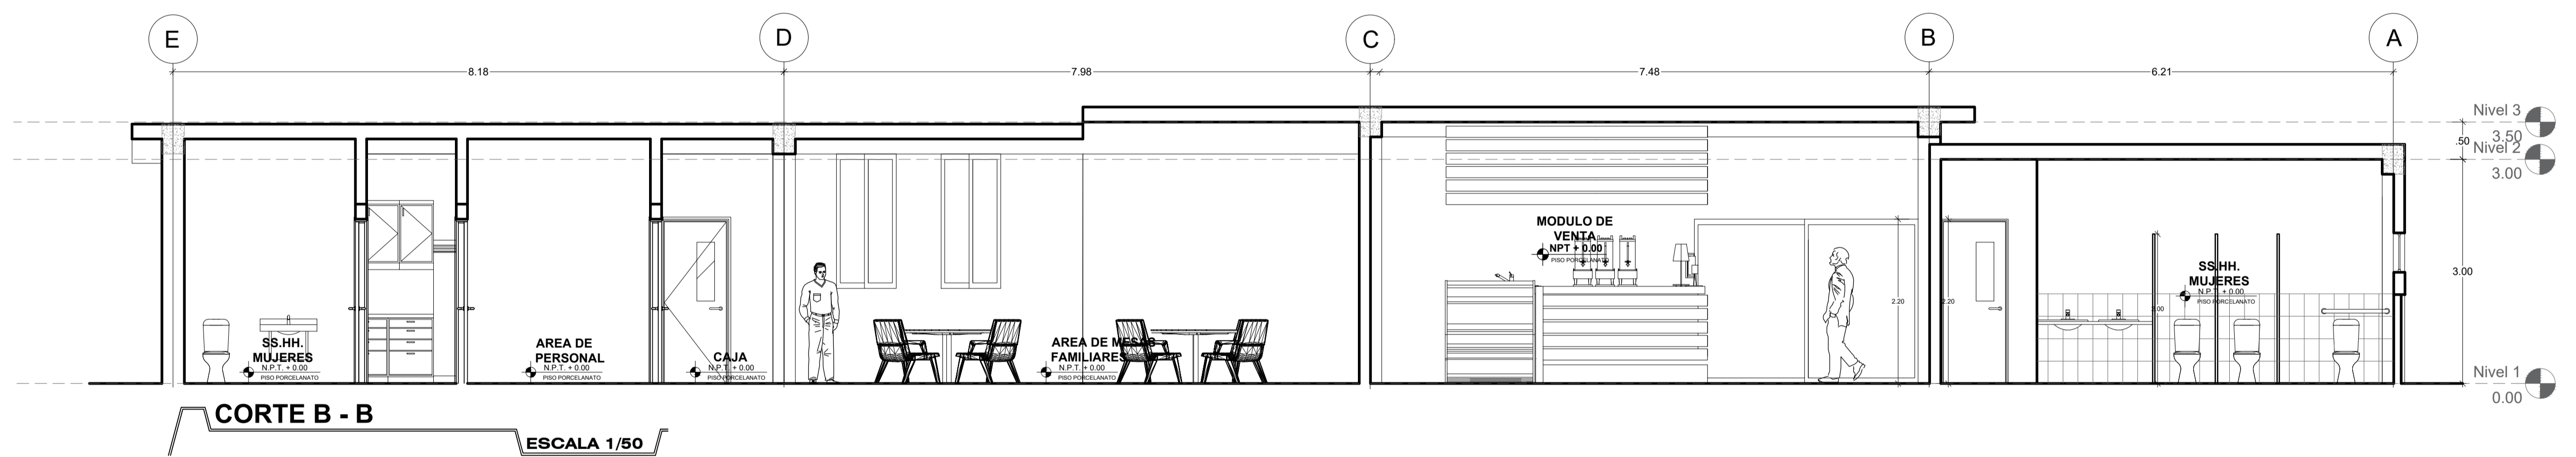 E
D
C
B
A
8.18
7.98
7.48
6.21
Nivel 3
3.50
.50
Nivel 2
3.00
3.00
Nivel 1
0.00
SS.HH.
MUJERES
N.P.T. + 0.00
PISO PORCELANATO
AREA DE
PERSONAL
N.P.T. + 0.00
PISO PORCELANATO
CAJA
N.P.T. + 0.00
PISO PORCELANATO
AREA DE MESAS
FAMILIARES
N.P.T. + 0.00
PISO PORCELANATO
MODULO DE
VENTA
NPT + 0.00
PISO PORCELANATO
2.20
2.20
2.00
SS.HH.
MUJERES
N.P.T. + 0.00
PISO PORCELANATO
CORTE B - B
ESCALA 1/50